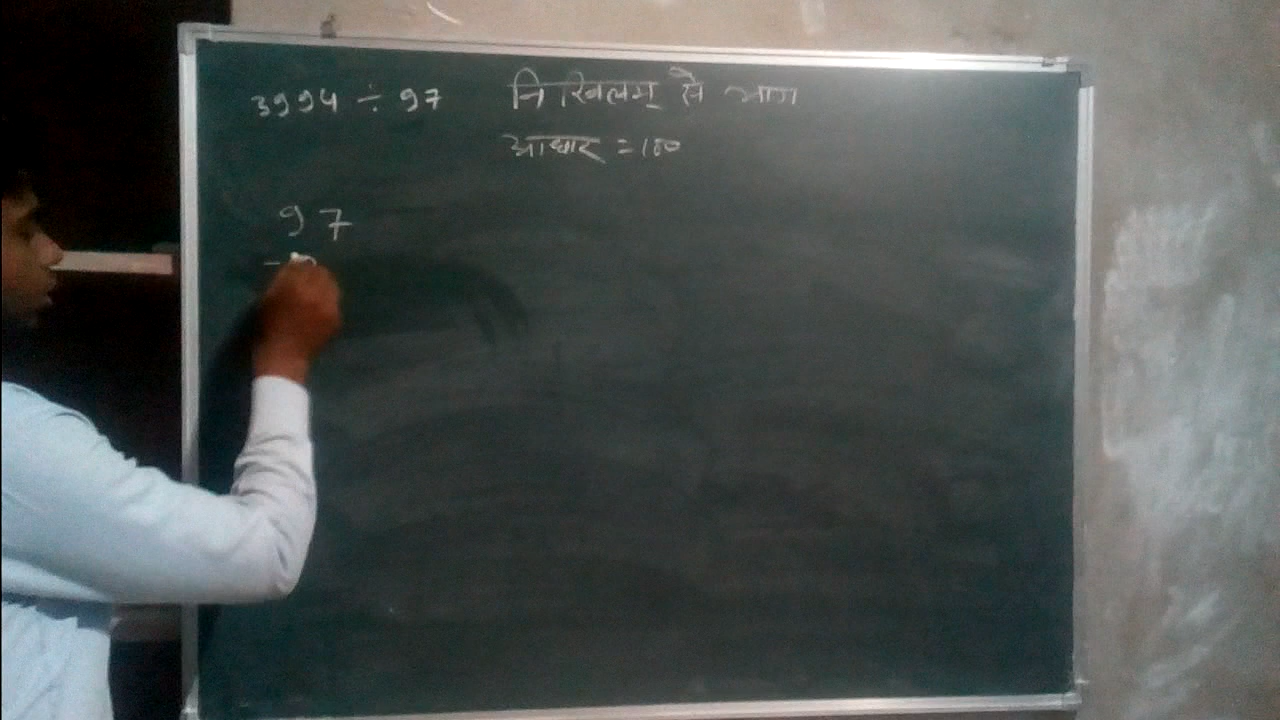 3994 ÷ 97 निखिलम् से भाग
आधार = 100
97
-